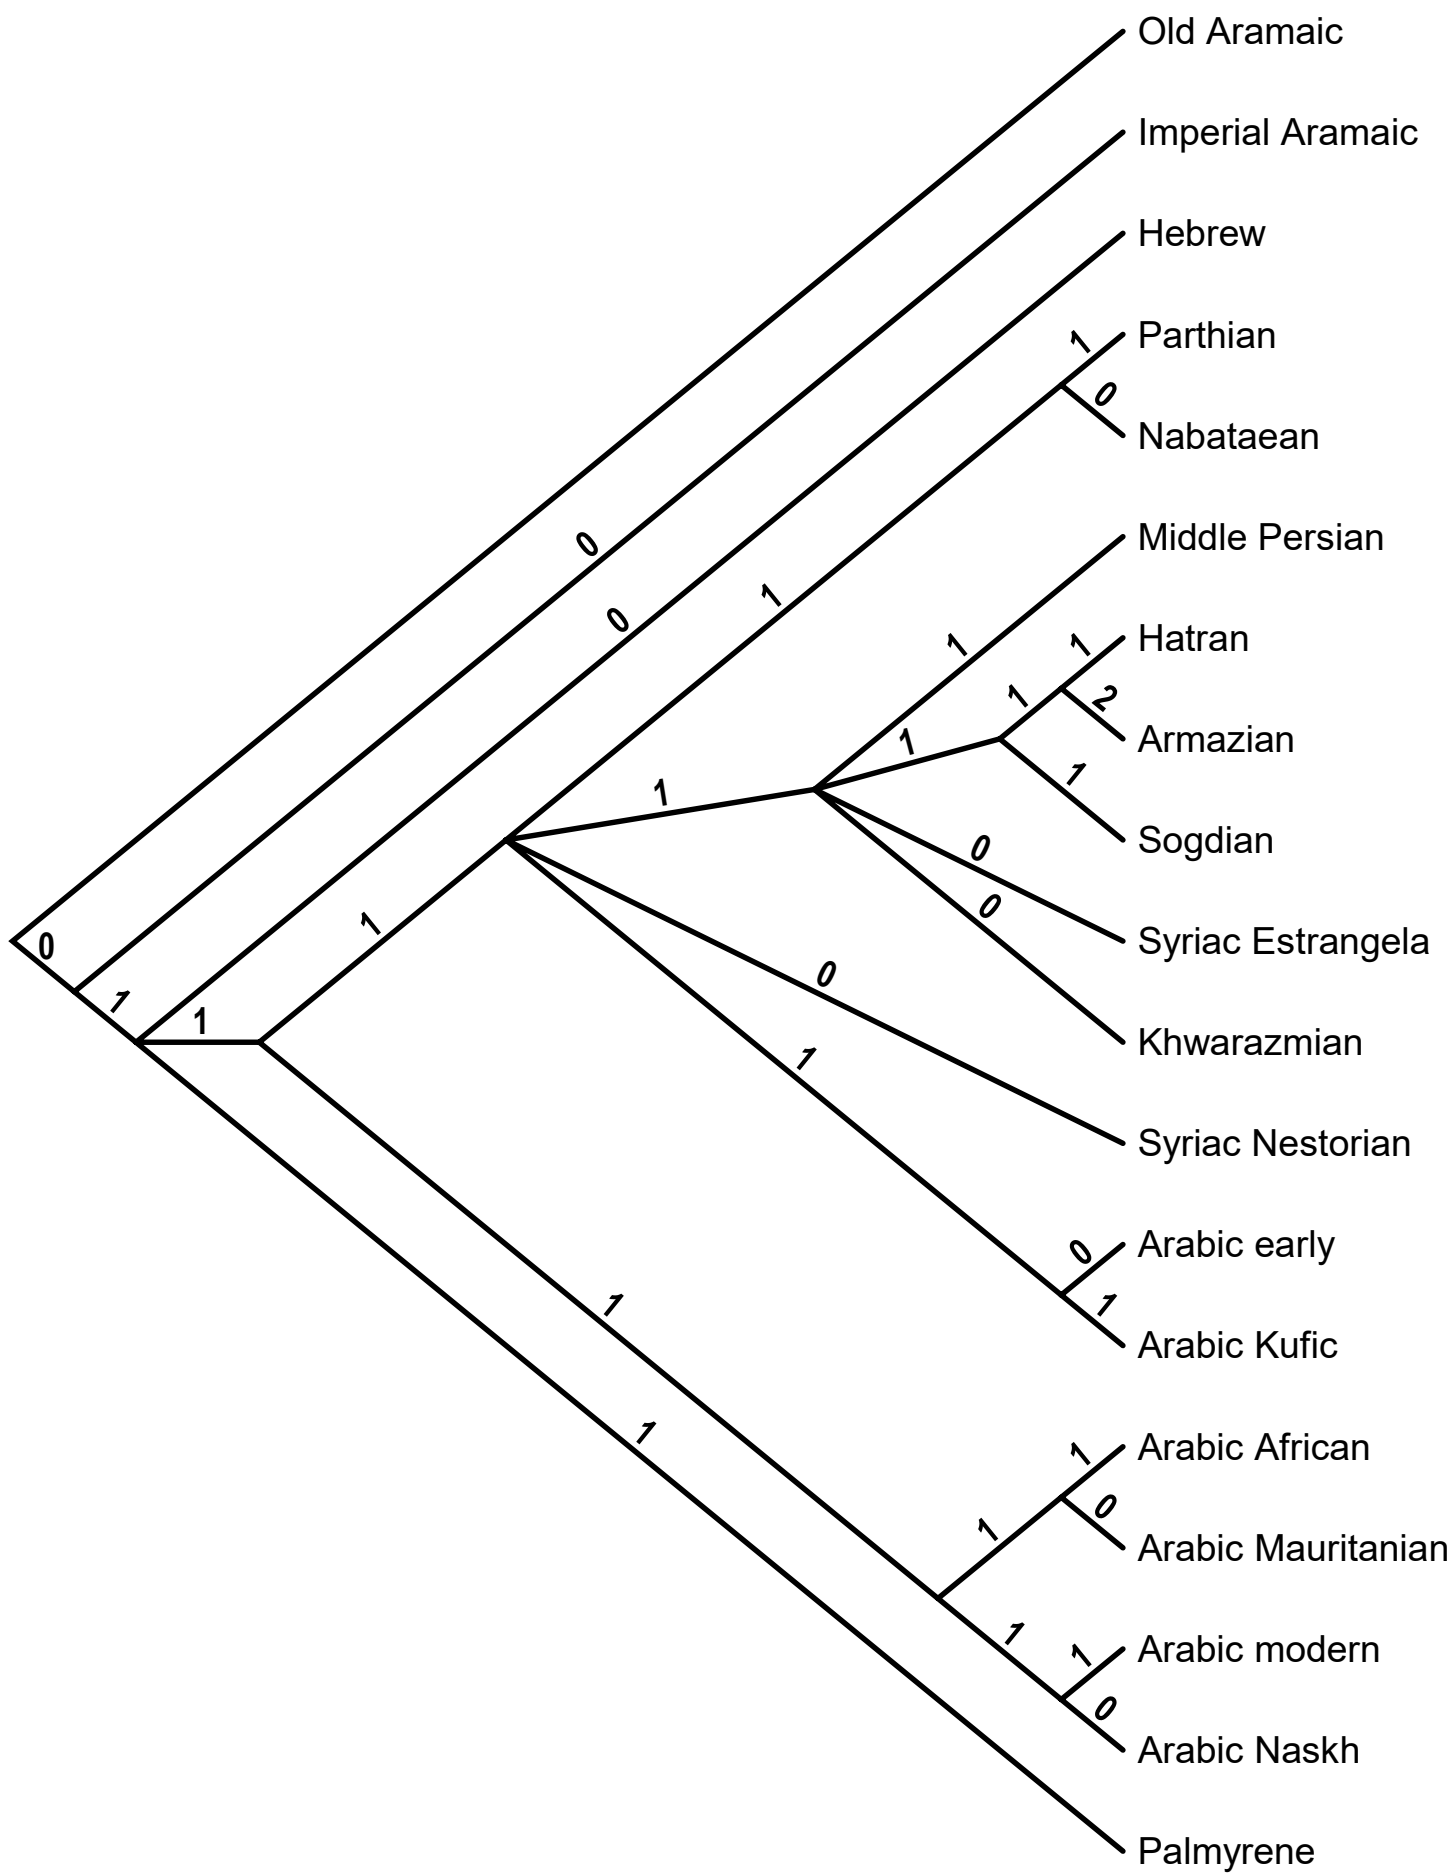 Old Aramaic
Imperial Aramaic
Hebrew
1
Parthian
0
Nabataean
0
Middle Persian
1
0
1
Hatran
1
1
2
Armazian
1
1
1
Sogdian
0
0
1
0
Syriac Estrangela
0
1
1
Khwarazmian
1
Syriac Nestorian
0
Arabic early
1
1
Arabic Kufic
1
1
Arabic African
1
0
Arabic Mauritanian
1
1
Arabic modern
0
Arabic Naskh
Palmyrene